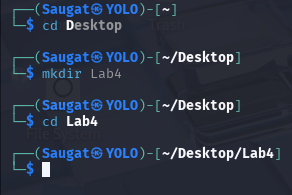 ┌──(Saugat㉿YOLO)-[~]
└─$ cd Desktop
┌──(Saugat㉿YOLO)-[~/Desktop]
└─$ mkdir Lab4
┌──(Saugat㉿YOLO)-[~/Desktop]
└─$ cd Lab4
┌──(Saugat㉿YOLO)-[~/Desktop/Lab4]
└─$